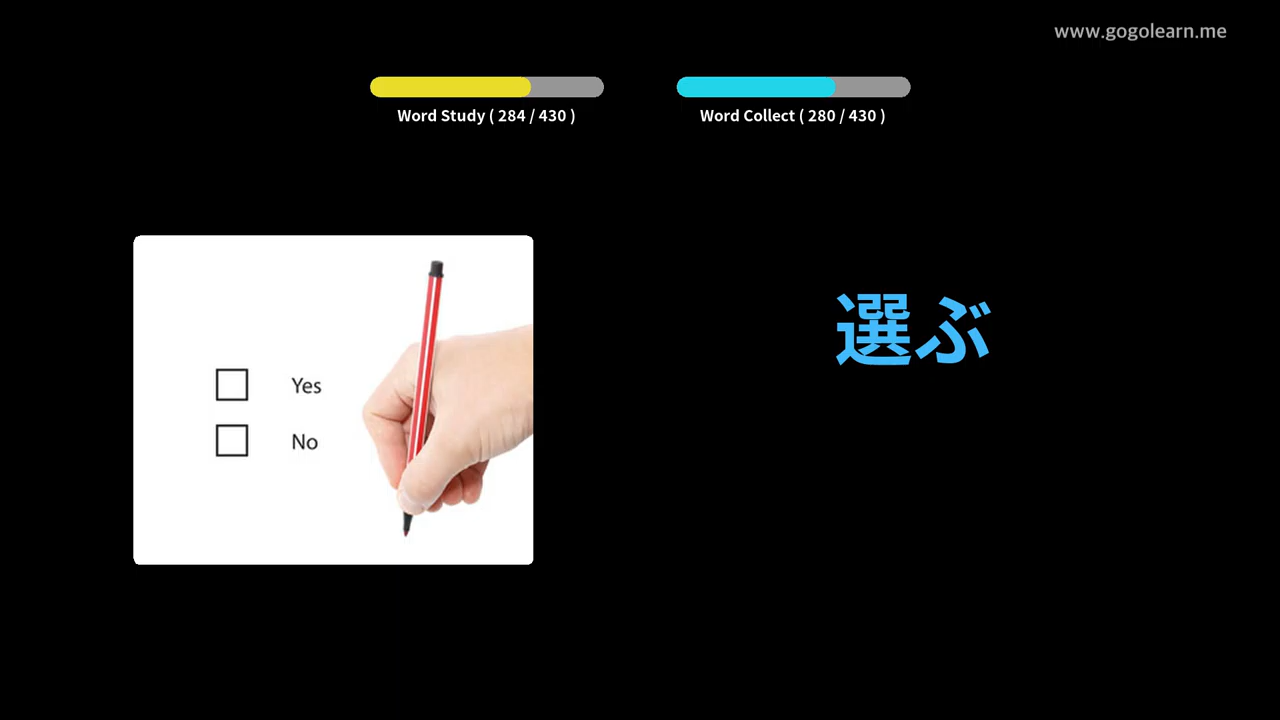 www.gogolearn.me
Word Study ( 284 / 430 )
Word Collect ( 280 / 430 )
選ぶ
Yes
No